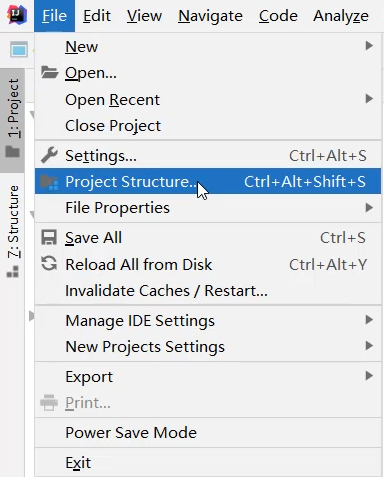 File Edit View Navigate Code Analyze
New
Open...
Open Recent
Close Project
Settings... Ctrl+Alt+S
Project Structure... Ctrl+Alt+Shift+S
File Properties
Save All Ctrl+S
Reload All from Disk Ctrl+Alt+Y
Invalidate Caches / Restart...
Manage IDE Settings
New Projects Settings
Export
Print...
Power Save Mode
Exit
1: Project
7: Structure